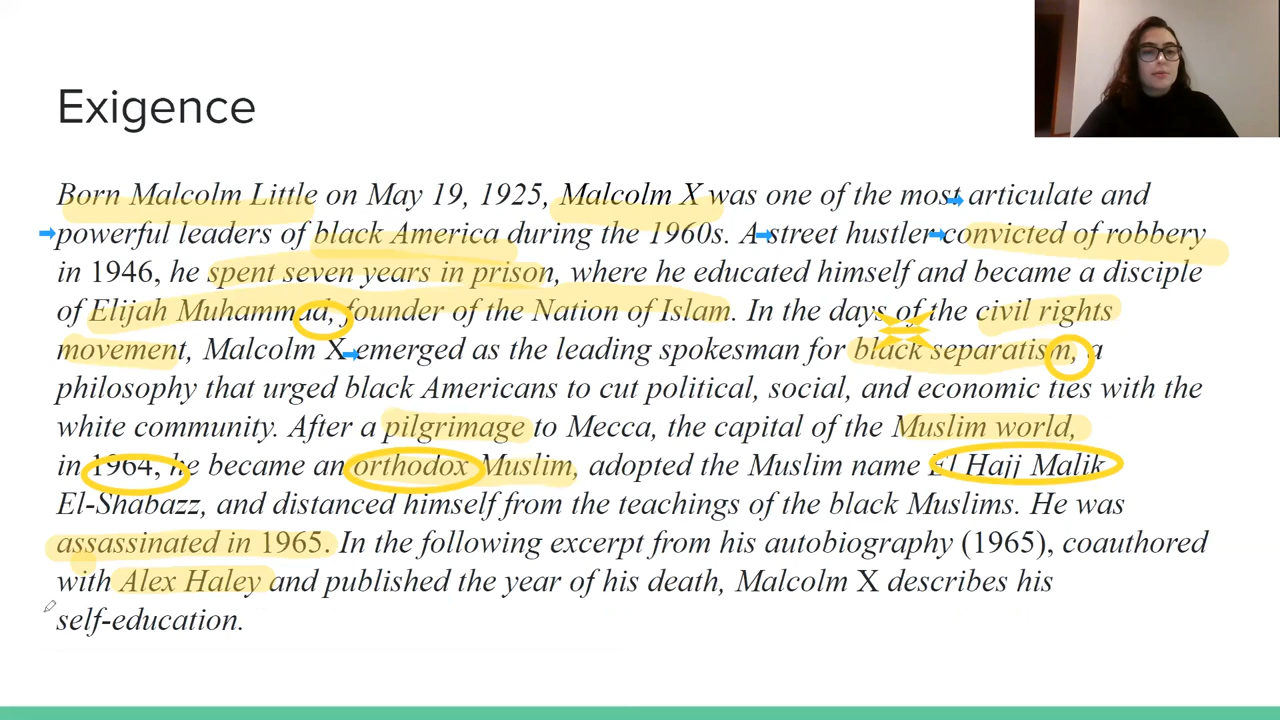 Exigence
Born Malcolm Little on May 19, 1925, Malcolm X was one of the most articulate and
powerful leaders of black America during the 1960s. A street hustler convicted of robbery
in 1946, he spent seven years in prison, where he educated himself and became a disciple
of Elijah Muhammad, founder of the Nation of Islam. In the days of the civil rights
movement, Malcolm X emerged as the leading spokesman for black separatism, a
philosophy that urged black Americans to cut political, social, and economic ties with the
white community. After a pilgrimage to Mecca, the capital of the Muslim world,
in 1964, he became an orthodox Muslim, adopted the Muslim name El Hajj Malik
El-Shabazz, and distanced himself from the teachings of the black Muslims. He was
assassinated in 1965. In the following excerpt from his autobiography (1965), coauthored
with Alex Haley and published the year of his death, Malcolm X describes his
self-education.